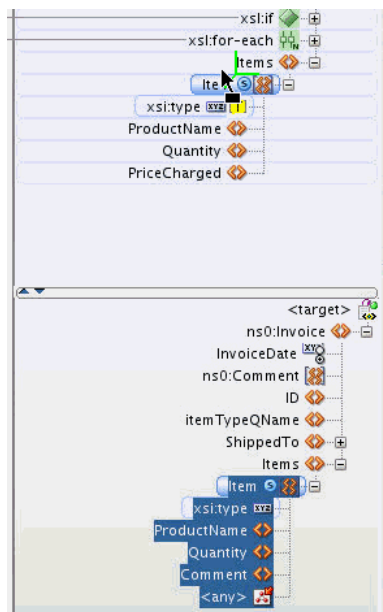 xsl:if
xsl:for-each
Items
xsi:type
ProductName
Quantity
PriceCharged
<target>
ns0:Invoice
InvoiceDate
ns0:Comment
ID
itemTypeQName
ShippedTo
Items
Item
xsi:type
ProductName
Quantity
Comment
<any>